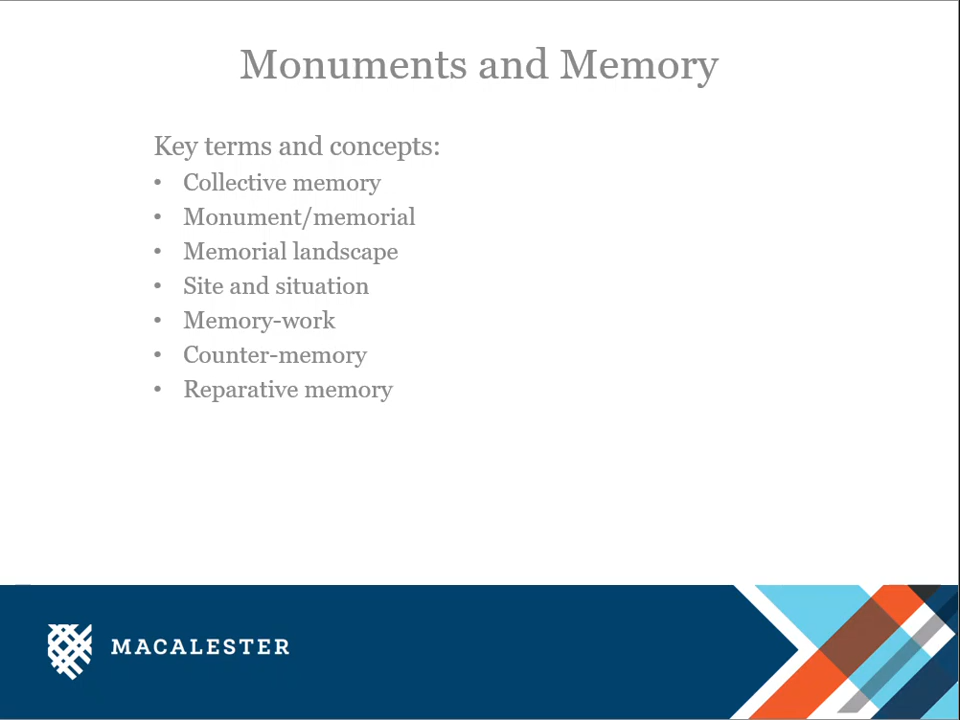 Monuments and Memory
Key terms and concepts:
• Collective memory
• Monument/memorial
• Memorial landscape
• Site and situation
• Memory-work
• Counter-memory
• Reparative memory
MACALESTER